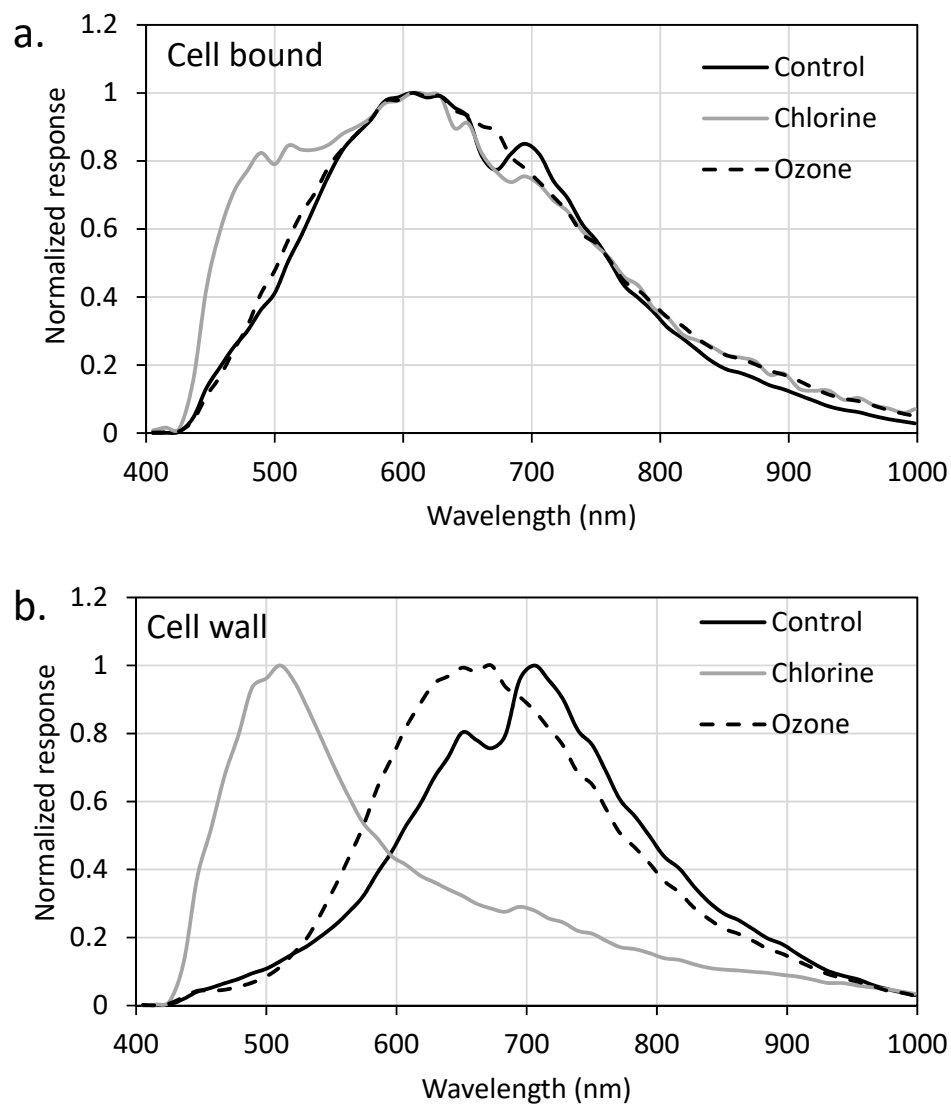 a.
Cell bound
Control
Chlorine
Ozone
Normalized response
1.2
1
0.8
0.6
0.4
0.2
0
400 500 600 700 800 900 1000
Wavelength (nm)
b.
Cell wall
Control
Chlorine
Ozone
Normalized response
1.2
1
0.8
0.6
0.4
0.2
0
400 500 600 700 800 900 1000
Wavelength (nm)